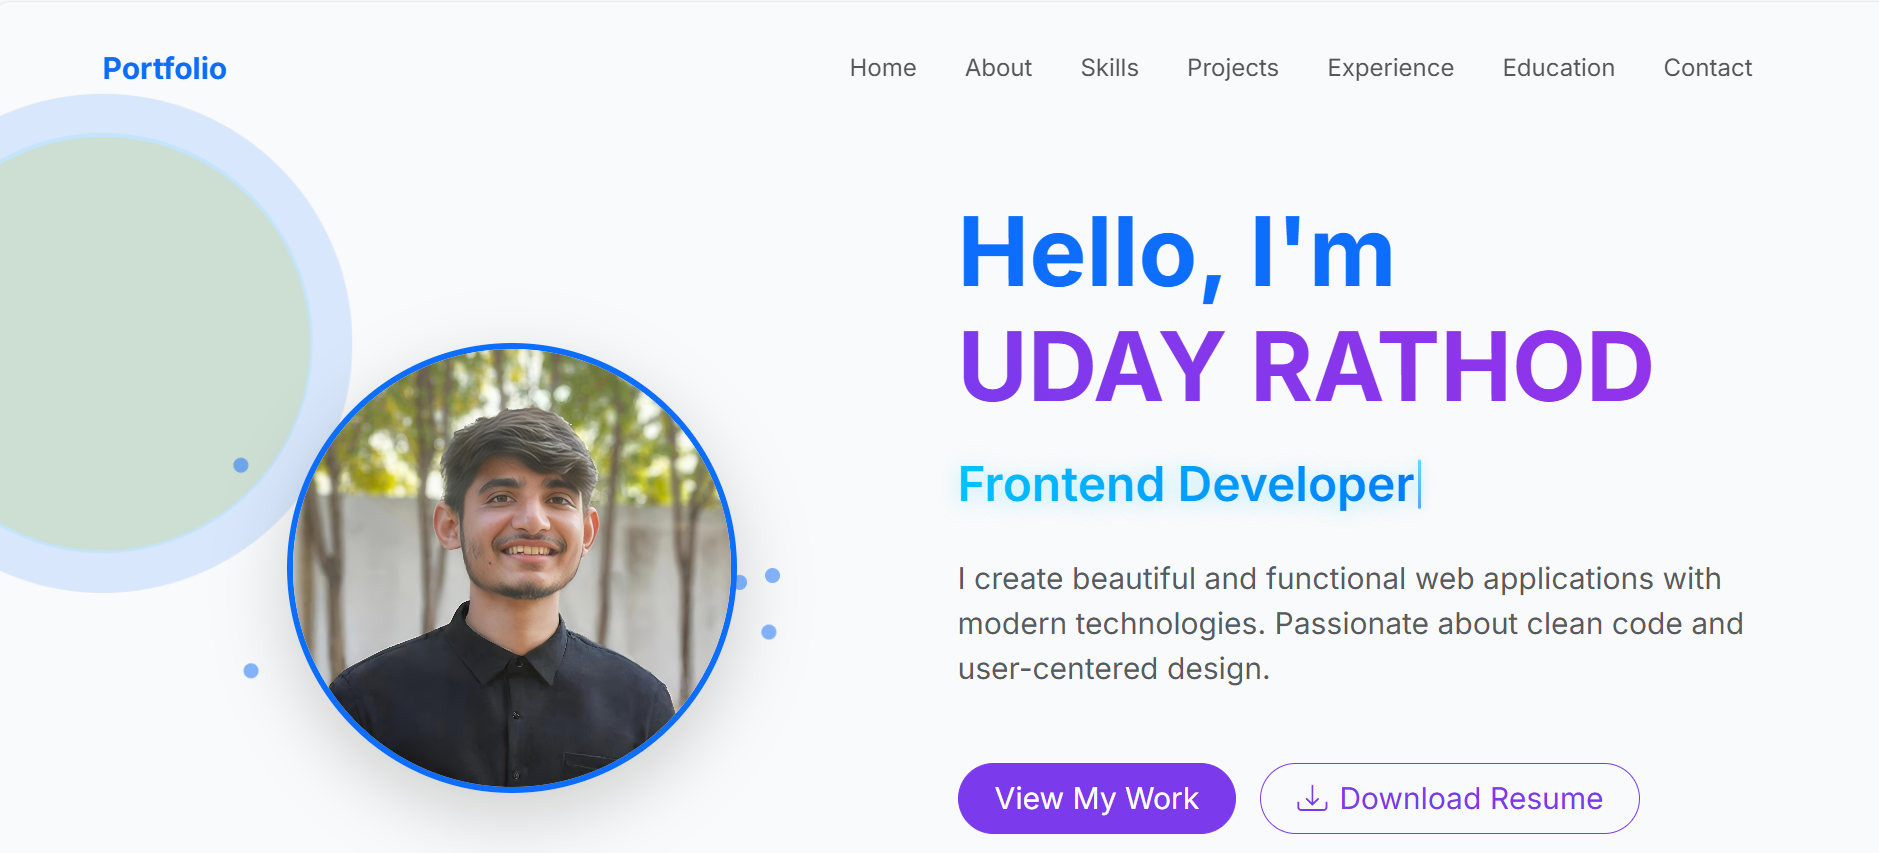 Portfolio
Home About Skills Projects Experience Education Contact
Hello, I'm
UDAY RATHOD
Frontend Developer
I create beautiful and functional web applications with
modern technologies. Passionate about clean code and
user-centered design.
View My Work
Download Resume